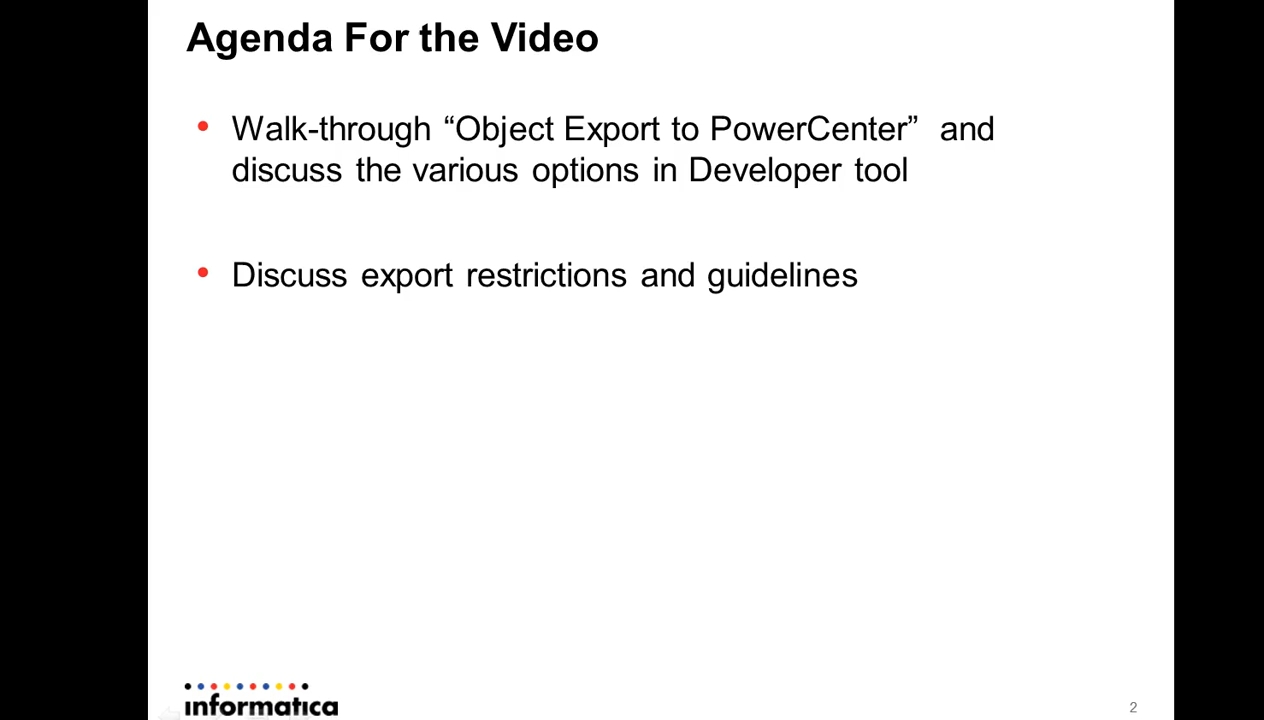 Agenda For the Video
• Walk-through “Object Export to PowerCenter” and
discuss the various options in Developer tool
• Discuss export restrictions and guidelines
informatica
2